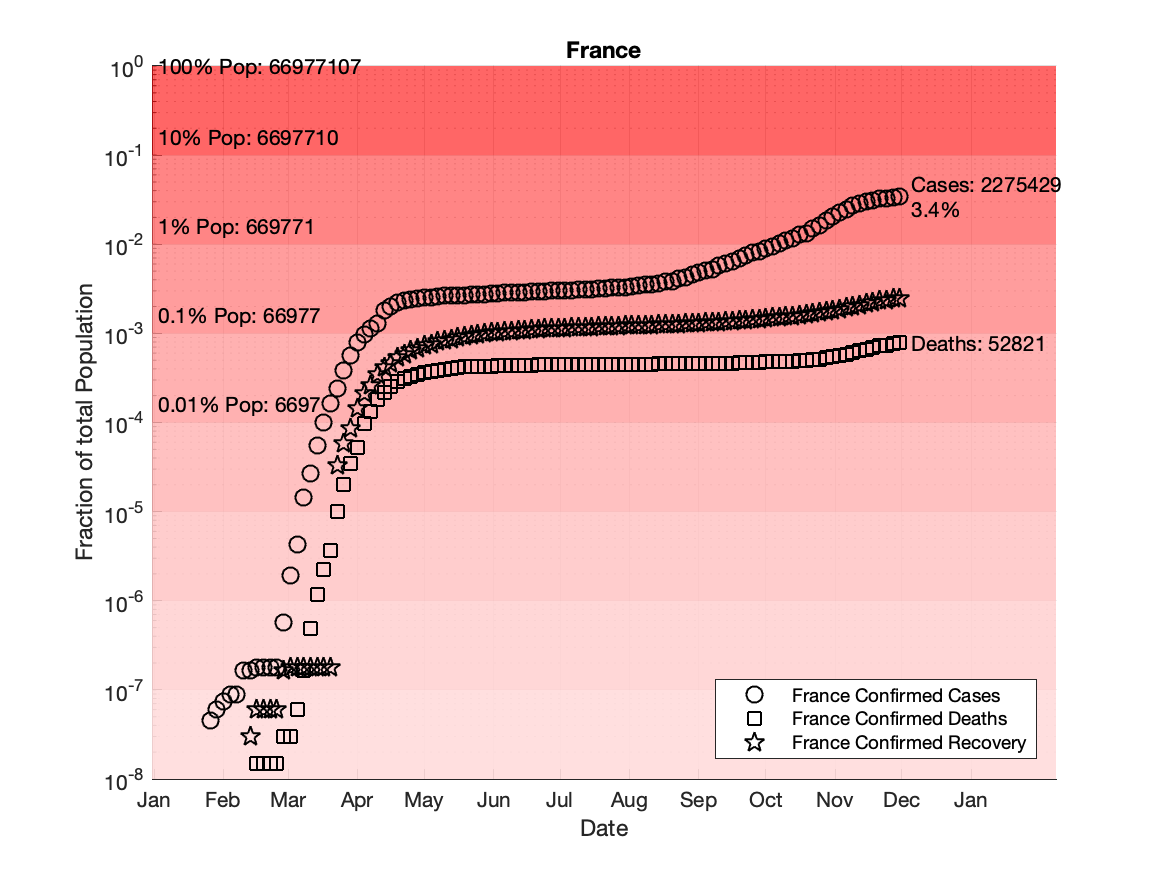 France
10^0
10^-1
10^-2
10^-3
10^-4
10^-5
10^-6
10^-7
10^-8
Fraction of total Population
100% Pop: 66977107
10% Pop: 6697710
1% Pop: 669771
0.1% Pop: 66977
0.01% Pop: 6697
Cases: 2275429
3.4%
Deaths: 52821
France Confirmed Cases
France Confirmed Deaths
France Confirmed Recovery
Jan Feb Mar Apr May Jun Jul Aug Sep Oct Nov Dec Jan
Date